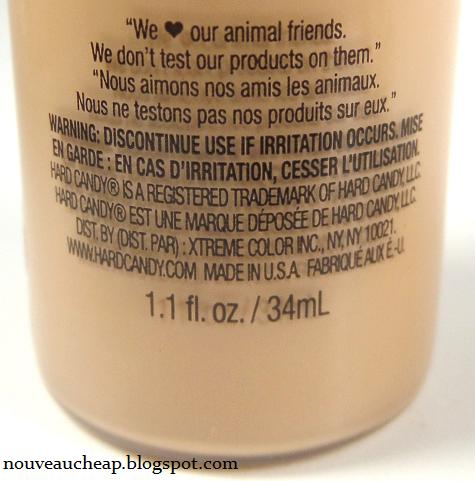 “We ♥ our animal friends.
We don’t test our products on them.”
“Nous aimons nos amis les animaux.
Nous ne testons pas nos produits sur eux.”
WARNING: DISCONTINUE USE IF IRRITATION OCCURS. MISE
EN GARDE : EN CAS D’IRRITATION, CESSER L’UTILISATION.
HARD CANDY® IS A REGISTERED TRADEMARK OF HARD CANDY, LLC.
HARD CANDY® EST UNE MARQUE DÉPOSÉE DE HARD CANDY, LLC.
DIST. BY (DIST. PAR) : XTREME COLOR INC., NY, NY 10021.
WWW.HARDCANDY.COM MADE IN U.S.A. FABRIQUÉ AUX É.-U.
1.1 fl. oz. / 34mL
nouveaucheap.blogspot.com